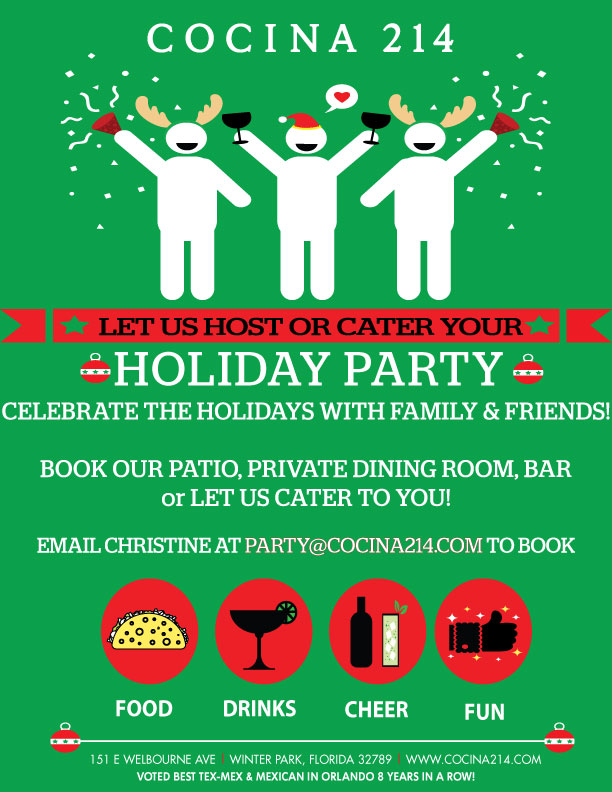 COCINA 214
LET US HOST OR CATER YOUR
HOLIDAY PARTY
CELEBRATE THE HOLIDAYS WITH FAMILY & FRIENDS!
BOOK OUR PATIO, PRIVATE DINING ROOM, BAR
or LET US CATER TO YOU!
EMAIL CHRISTINE AT PARTY@COCINA214.COM TO BOOK
FOOD DRINKS CHEER FUN
151 E WELBOURNE AVE | WINTER PARK, FLORIDA 32789 | WWW.COCINA214.COM
VOTED BEST TEX-MEX & MEXICAN IN ORLANDO 8 YEARS IN A ROW!